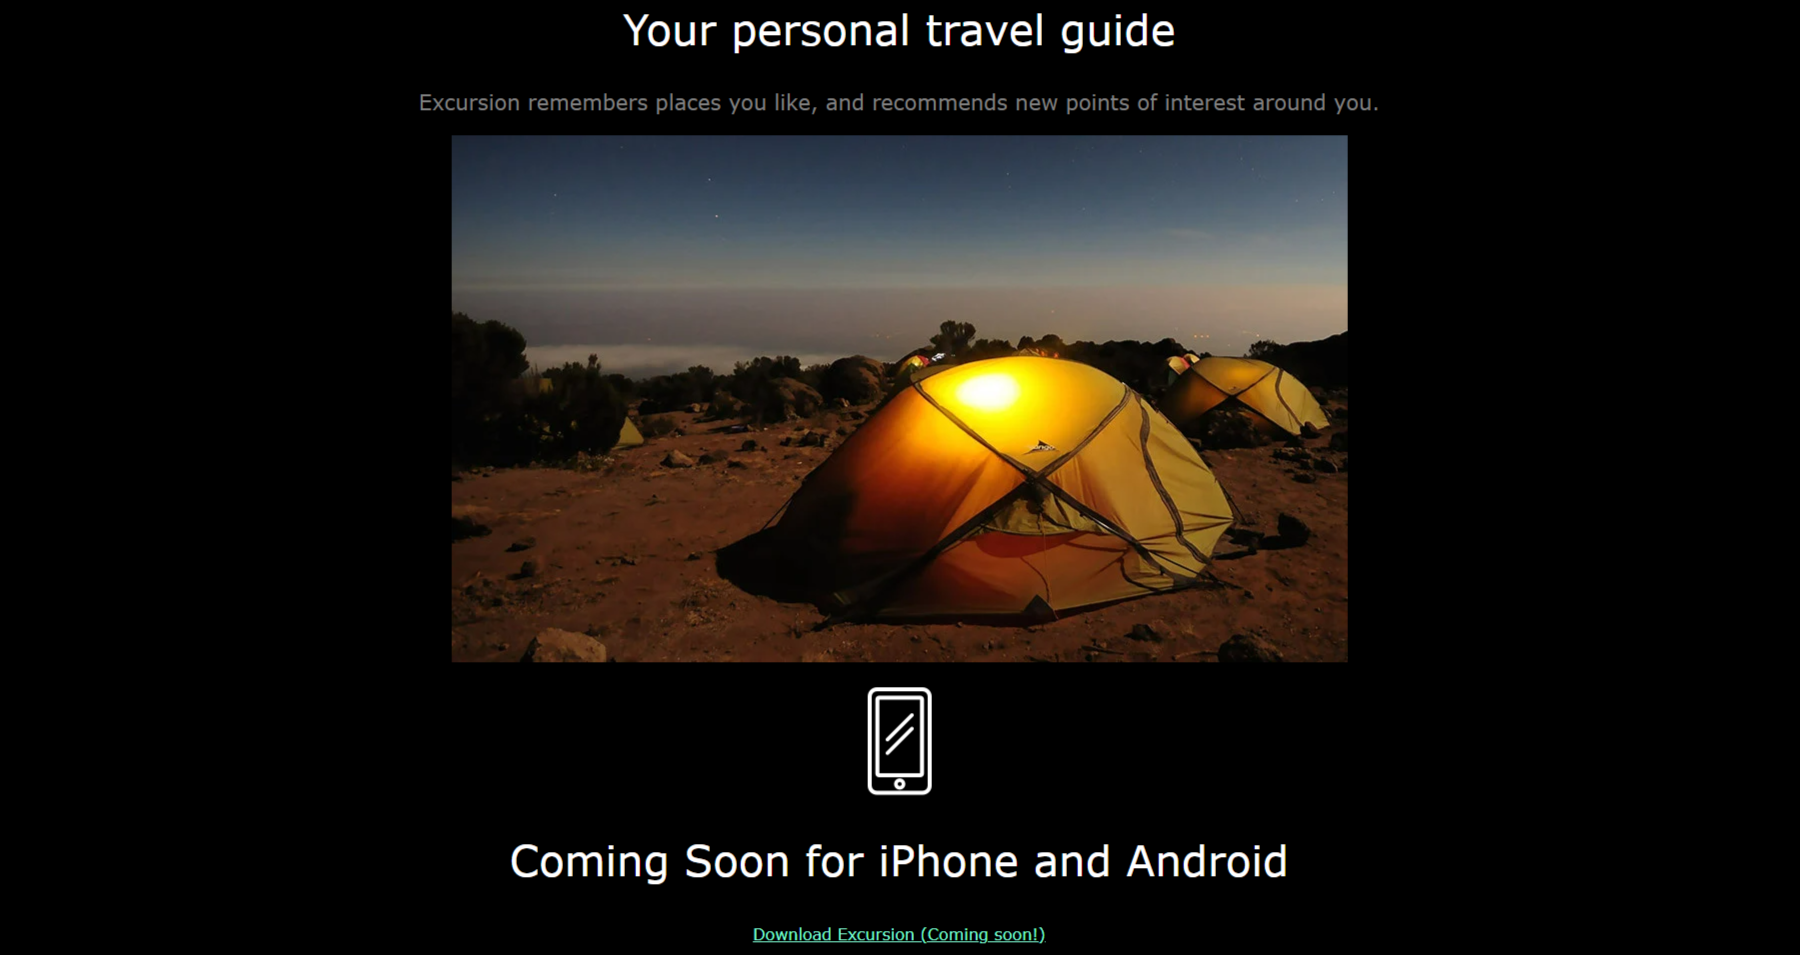 Your personal travel guide
Excursion remembers places you like, and recommends new points of interest around you.
Coming Soon for iPhone and Android
Download Excursion (Coming soon!)